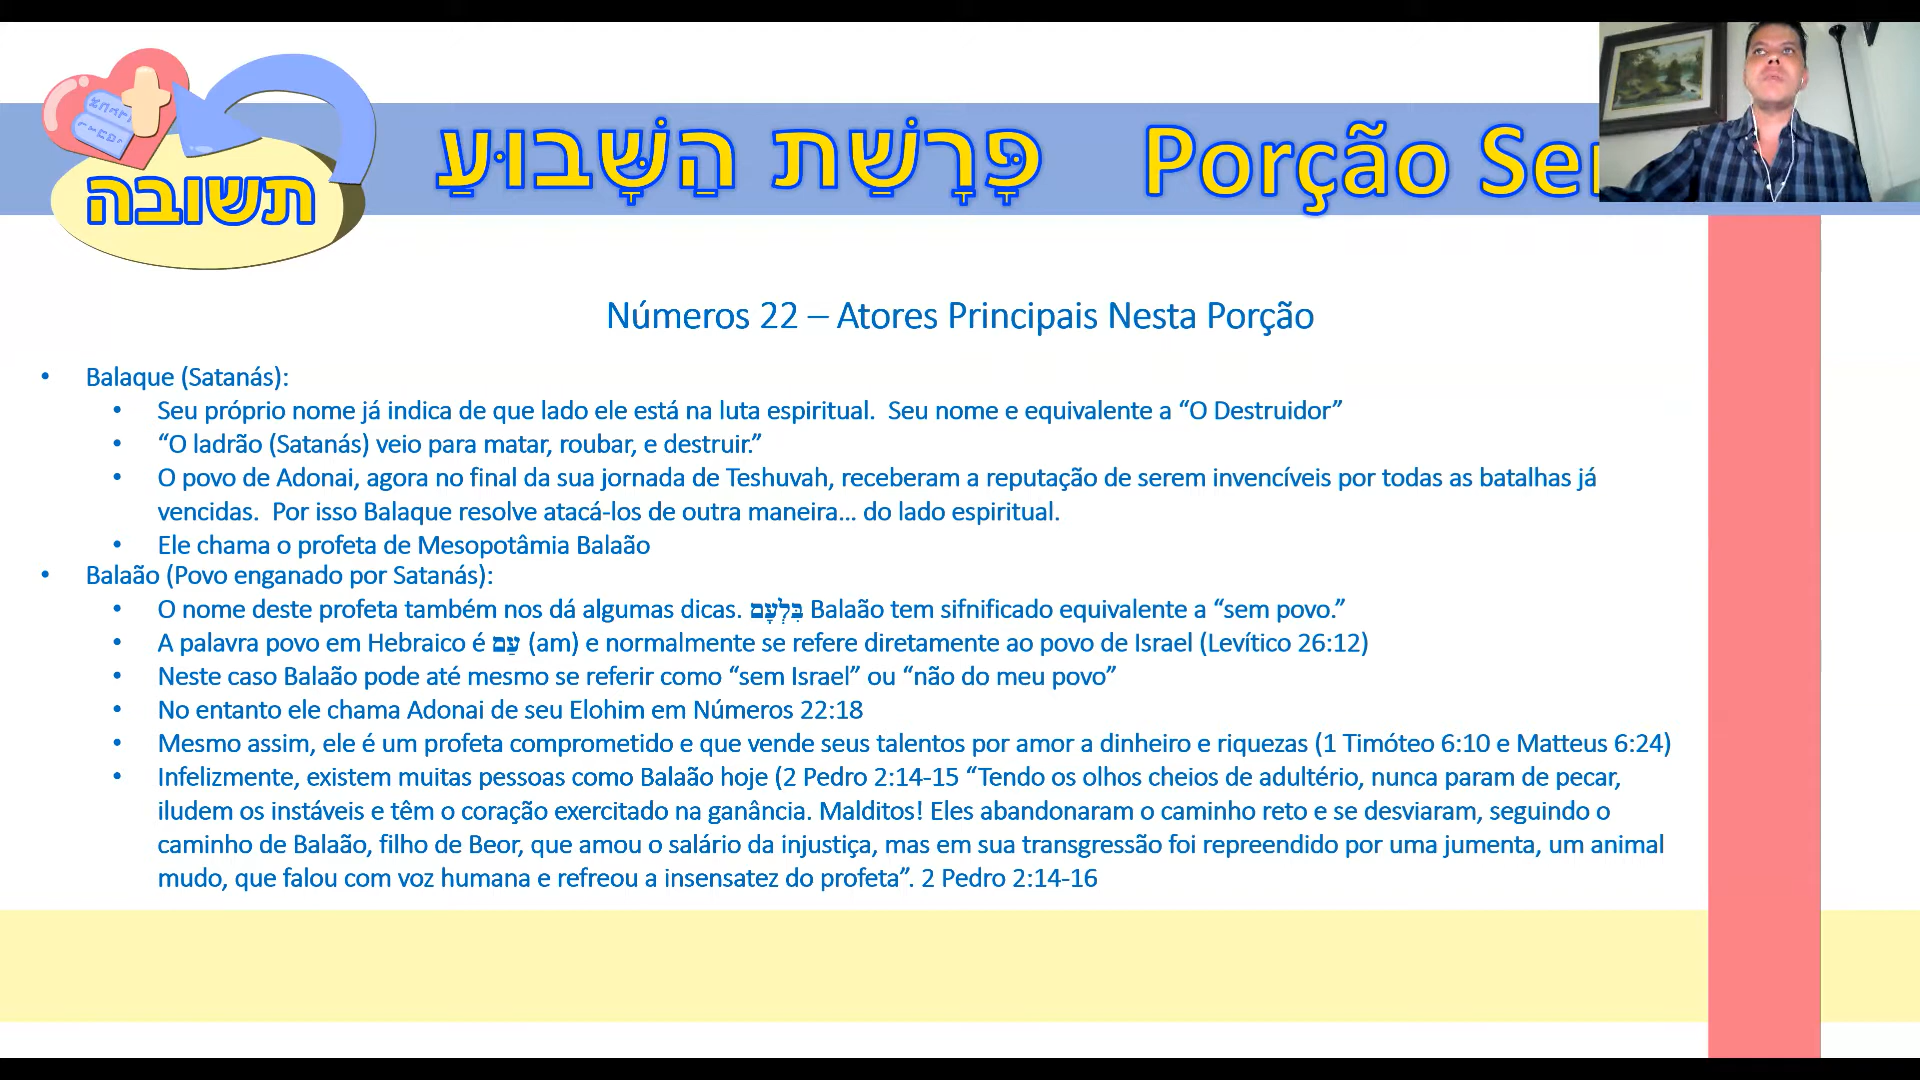 פָּרָשַׁת הַשָּׁבוּעַ Porção
תשובה
Números 22 – Atores Principais Nesta Porção
• Balaque (Satanás):
• Seu próprio nome já indica de que lado ele está na luta espiritual. Seu nome e equivalente a “O Destruidor”
• “O ladrão (Satanás) veio para matar, roubar, e destruir.”
• O povo de Adonai, agora no final da sua jornada de Teshuvah, receberam a reputação de serem invencíveis por todas as batalhas já
vencidas. Por isso Balaque resolve atacá-los de outra maneira… do lado espiritual.
• Ele chama o profeta de Mesopotâmia Balaão
• Balaão (Povo enganado por Satanás):
• O nome deste profeta também nos dá algumas dicas. בִּלְעָם Balaão tem sifnificado equivalente a “sem povo.”
• A palavra povo em Hebraico é עַם (am) e normalmente se refere diretamente ao povo de Israel (Levítico 26:12)
• Neste caso Balaão pode até mesmo se referir como “sem Israel” ou “não do meu povo”
• No entanto ele chama Adonai de seu Elohim em Números 22:18
• Mesmo assim, ele é um profeta comprometido e que vende seus talentos por amor a dinheiro e riquezas (1 Timóteo 6:10 e Matteus 6:24)
• Infelizmente, existem muitas pessoas como Balaão hoje (2 Pedro 2:14-15 “Tendo os olhos cheios de adultério, nunca param de pecar,
iludem os instáveis e têm o coração exercitado na ganância. Malditos! Eles abandonaram o caminho reto e se desviaram, seguindo o
caminho de Balaão, filho de Beor, que amou o salário da injustiça, mas em sua transgressão foi repreendido por uma jumenta, um animal
mudo, que falou com voz humana e refreou a insensatez do profeta”. 2 Pedro 2:14-16